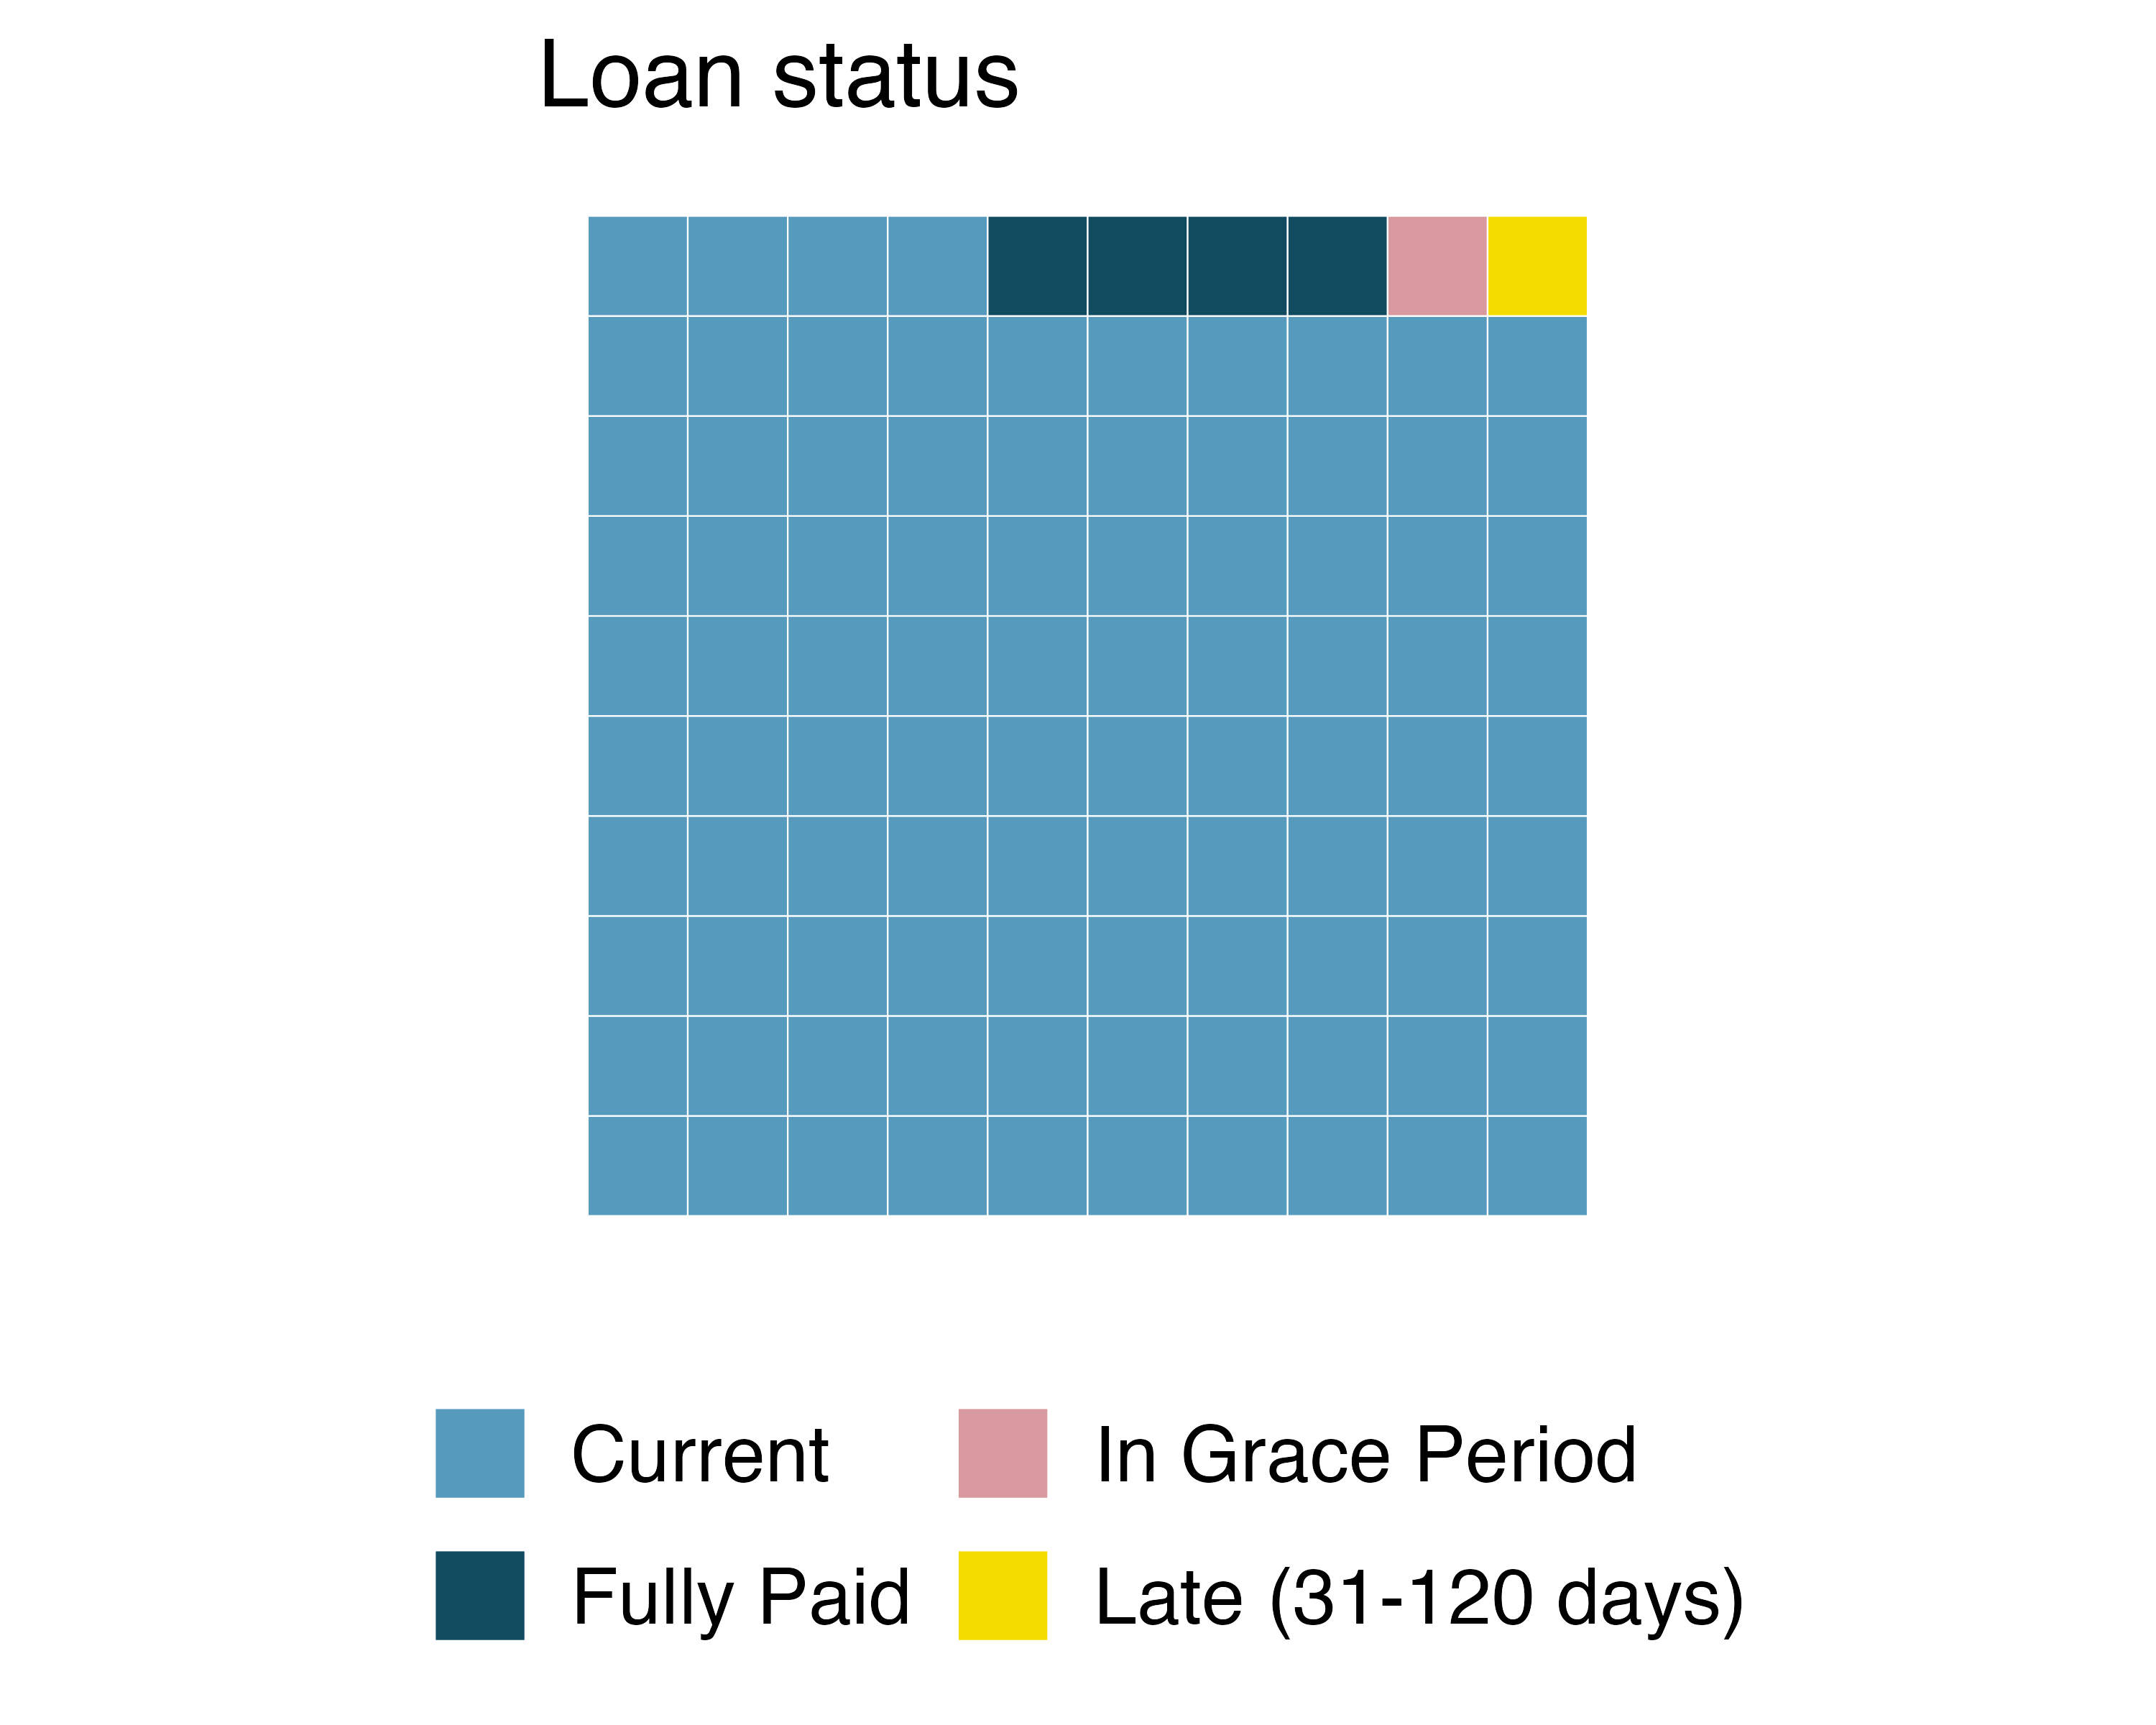 Loan status
Current
In Grace Period
Fully Paid
Late (31-120 days)